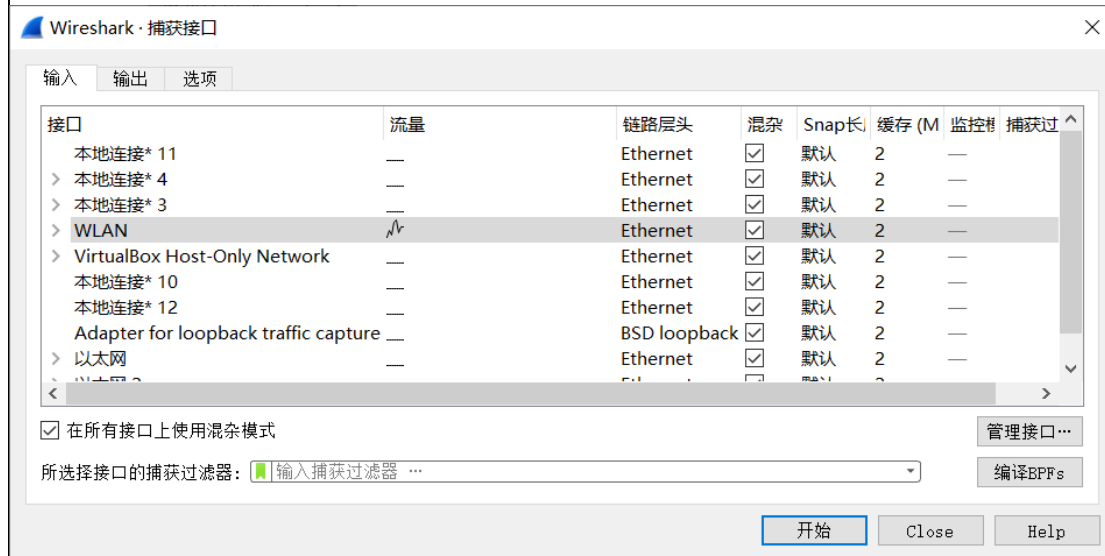 Wireshark · 捕获接口
输入 输出 选项
接口 流量 链路层头 混杂 Snap长 缓存 (M 监控模 捕获过
本地连接* 11 Ethernet 默认 2 —
本地连接* 4 Ethernet 默认 2 —
本地连接* 3 Ethernet 默认 2 —
WLAN Ethernet 默认 2 —
VirtualBox Host-Only Network Ethernet 默认 2 —
本地连接* 10 Ethernet 默认 2 —
本地连接* 12 Ethernet 默认 2 —
Adapter for loopback traffic capture BSD loopback 默认 2 —
以太网 Ethernet 默认 2 —
在所有接口上使用混杂模式 管理接口…
所选择接口的捕获过滤器: 输入捕获过滤器 … 编译BPFs
开始 Close Help